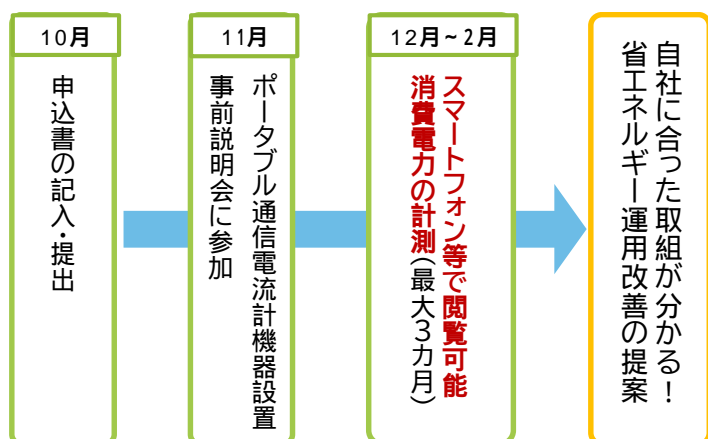 10月
申込書の記入・提出
11月
ポータブル通信電流計機器設置
事前説明会に参加
12月~2月
スマートフォン等で閲覧可能
消費電力の計測(最大3カ月)
自社に合った取組が分かる!
省エネルギー運用改善の提案